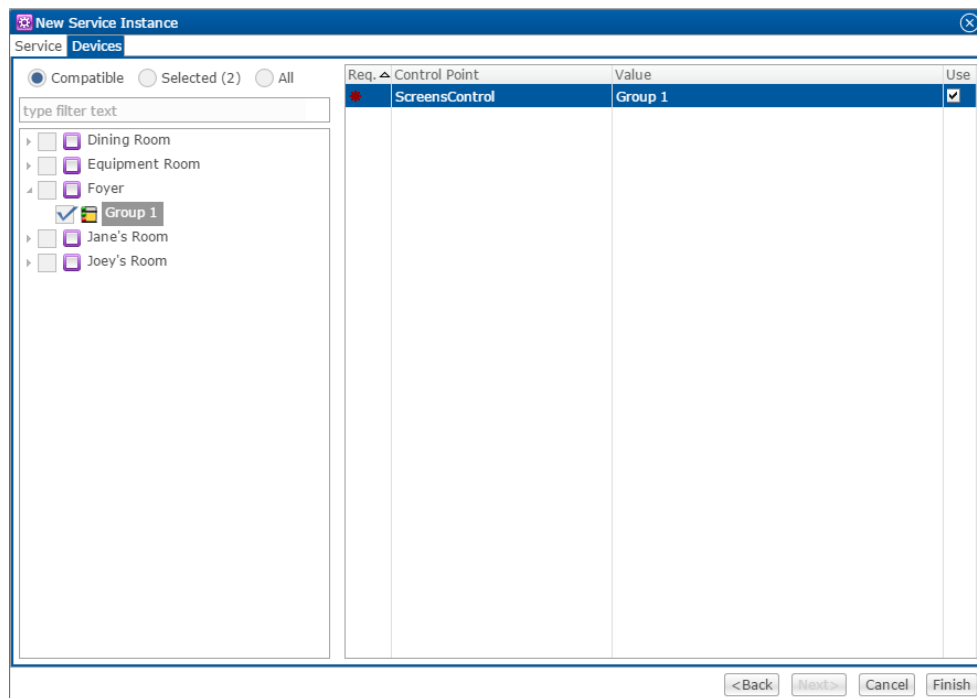 New Service Instance
Service Devices
Compatible Selected (2) All
type filter text
Dining Room
Equipment Room
Foyer
Group 1
Jane's Room
Joey's Room
Req. Control Point Value Use
ScreensControl Group 1
<Back Next> Cancel Finish